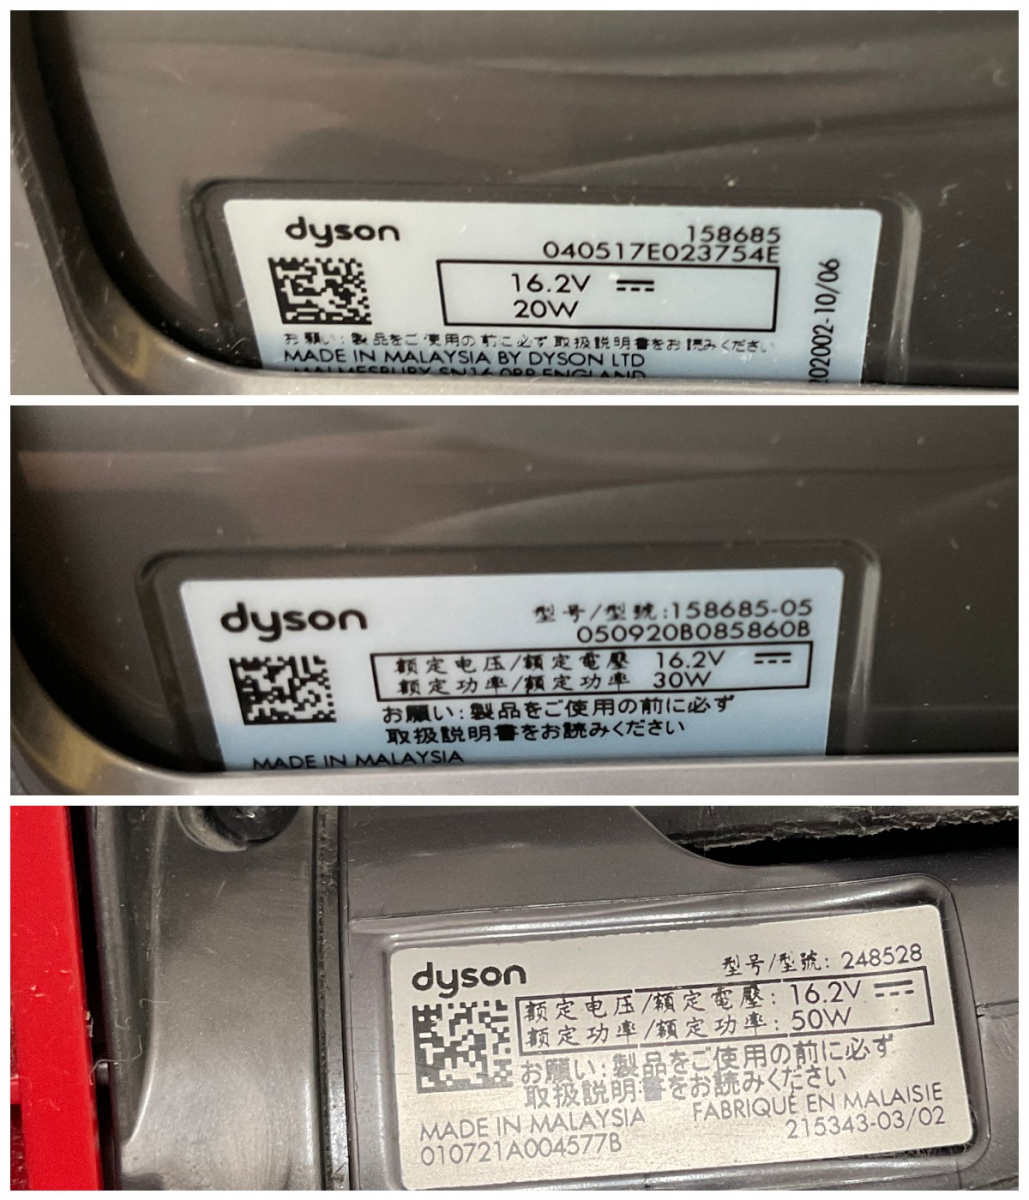 dyson
158685
040517E023754E
16.2V
20W
お願い:製品をご使用の前に必ず取扱説明書をお読みください
MADE IN MALAYSIA BY DYSON LTD
MALMESBURY SN16 0RP ENGLAND
202002-10/06
dyson
型号/型號:158685-05
050920B085860B
额定电压/額定電壓 16.2V
额定功率/額定功率 30W
お願い:製品をご使用の前に必ず
取扱説明書をお読みください
MADE IN MALAYSIA
dyson
型号/型號: 248528
额定电压/額定電壓: 16.2V
额定功率/額定功率: 50W
お願い:製品をご使用の前に必ず
取扱説明書をお読みください
MADE IN MALAYSIA FABRIQUÉ EN MALAISIE
010721A004577B 215343-03/02